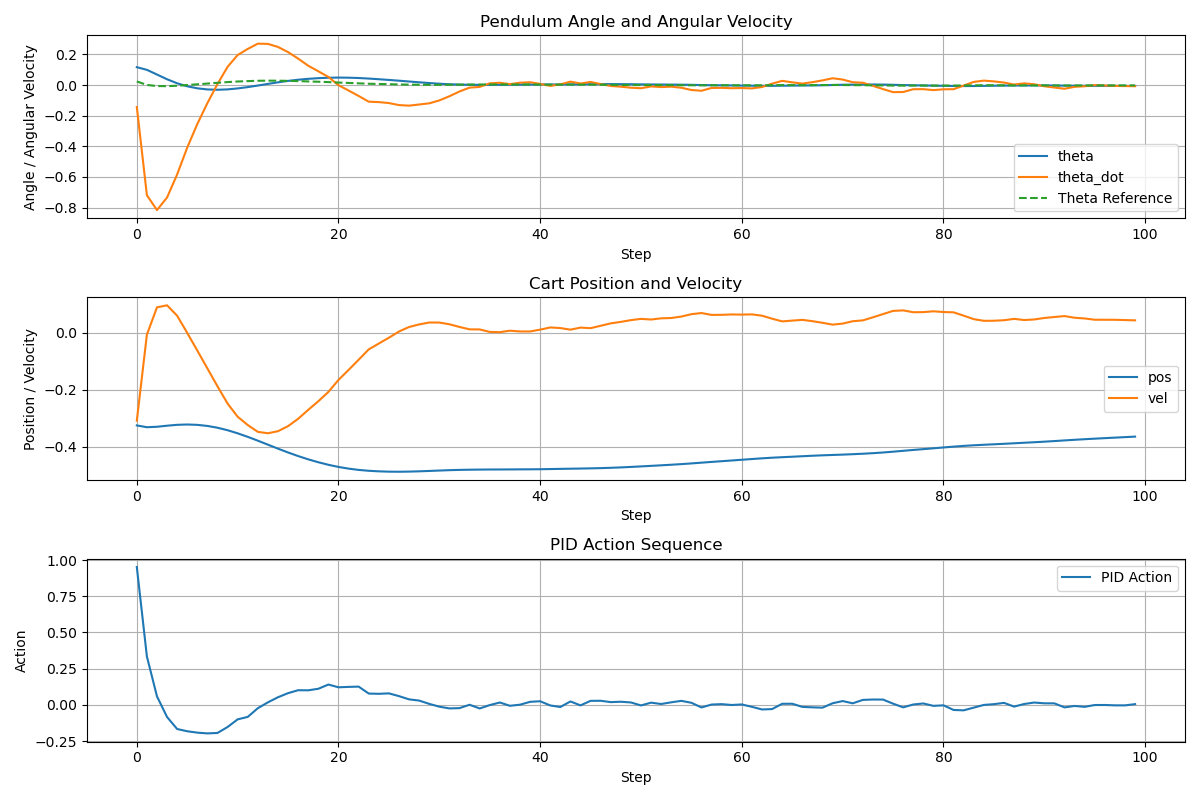 Pendulum Angle and Angular Velocity
Angle / Angular Velocity
0.2
0.0
−0.2
−0.4
−0.6
−0.8
theta
theta_dot
Theta Reference
0 20 40 60 80 100
Step
Cart Position and Velocity
Position / Velocity
0.0
−0.2
−0.4
pos
vel
0 20 40 60 80 100
Step
PID Action Sequence
Action
1.00
0.75
0.50
0.25
0.00
−0.25
PID Action
0 20 40 60 80 100
Step